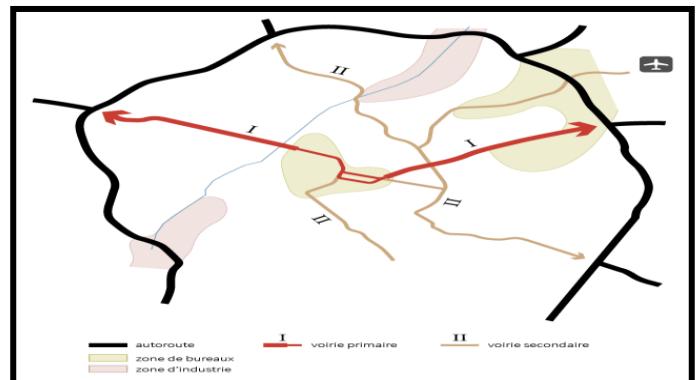 II
I
I
II
II
autoroute
I voirie primaire
II voirie secondaire
zone de bureaux
zone d'industrie